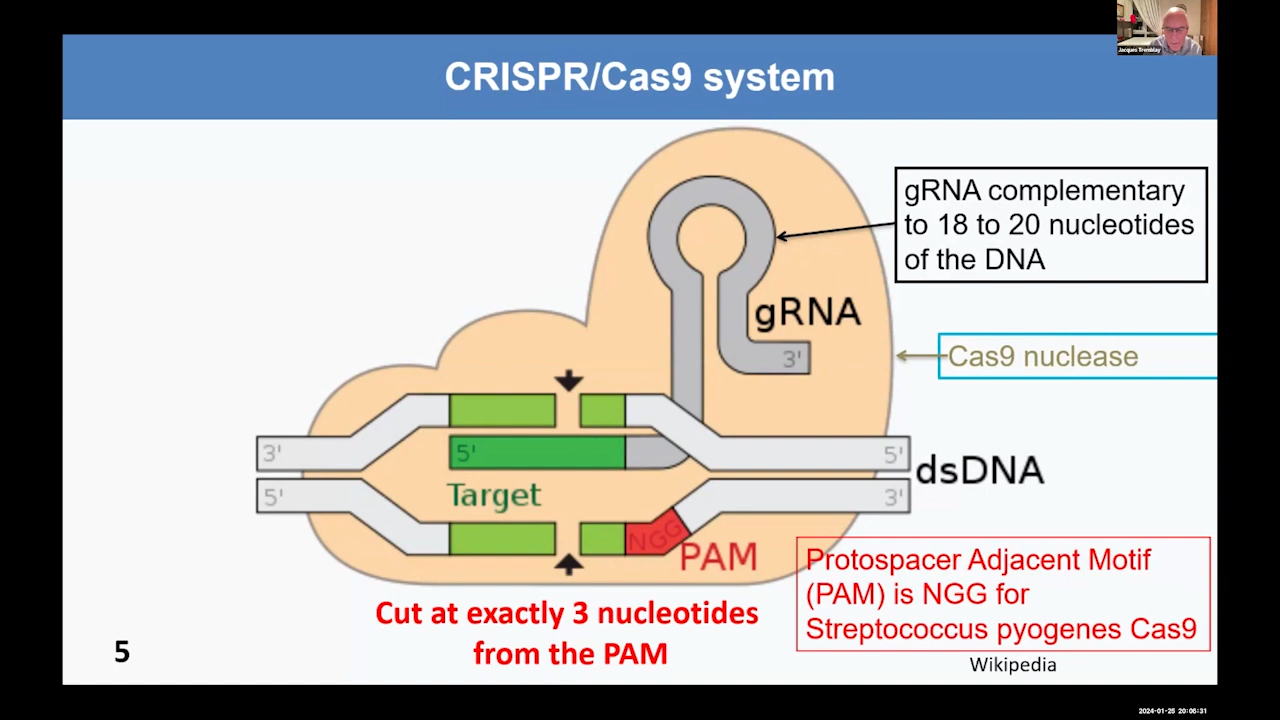 Jacques Tremblay
CRISPR/Cas9 system
gRNA complementary
to 18 to 20 nucleotides
of the DNA
gRNA
3'
Cas9 nuclease
3'
5'
5'
5'
3'
dsDNA
Target
NGG
PAM
Protospacer Adjacent Motif
(PAM) is NGG for
Streptococcus pyogenes Cas9
Cut at exactly 3 nucleotides
from the PAM
5
Wikipedia
2024-01-25 20:06:31